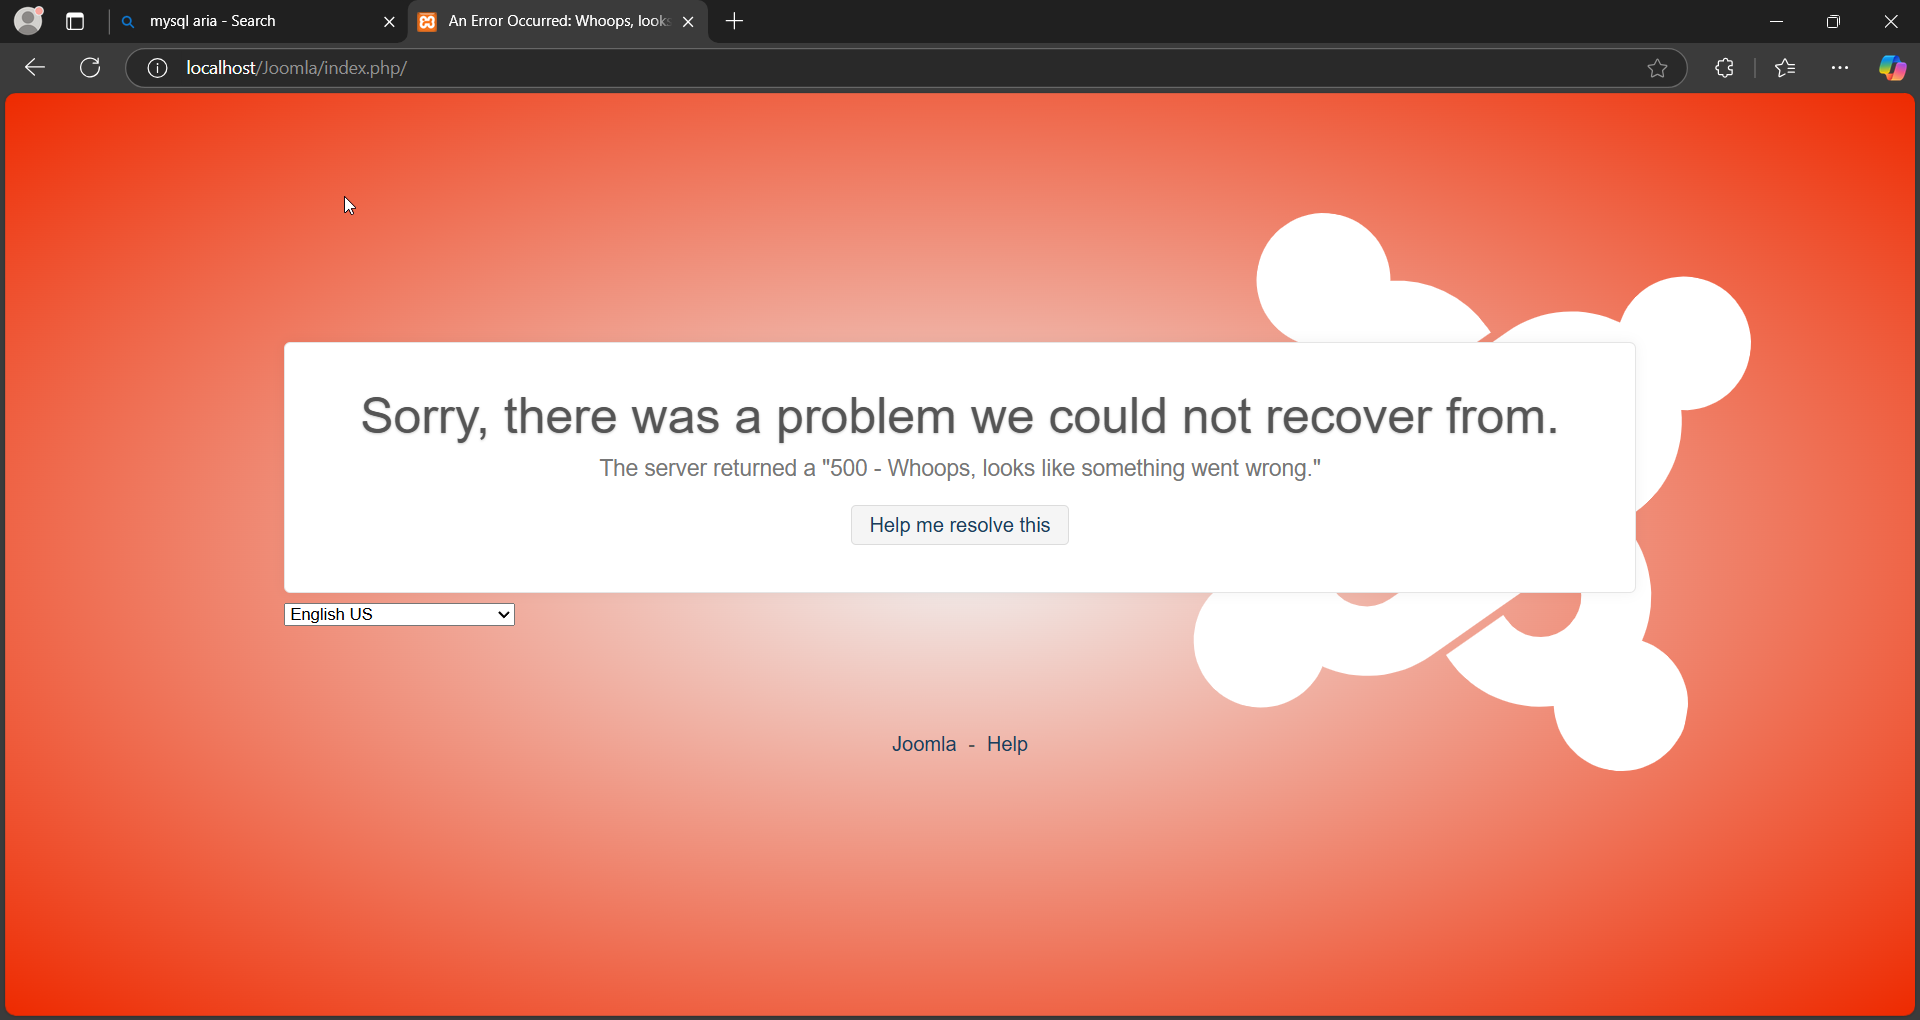 mysql aria - Search
An Error Occurred: Whoops, look
localhost/Joomla/index.php/
Sorry, there was a problem we could not recover from.
The server returned a "500 - Whoops, looks like something went wrong."
Help me resolve this
English US
Joomla - Help